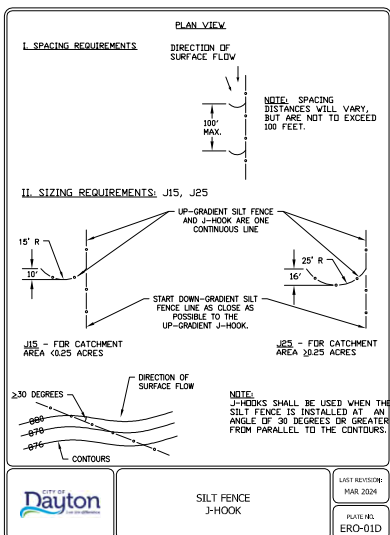 PLAN VIEW
I. SPACING REQUIREMENTS
DIRECTION OF
SURFACE FLOW
100'
MAX.
NOTE: SPACING
DISTANCES WILL VARY,
BUT ARE NOT TO EXCEED
100 FEET.
II. SIZING REQUIREMENTS: J15, J25
UP-GRADIENT SILT FENCE
AND J-HOOK ARE ONE
CONTINUOUS LINE
15' R
10'
25' R
16'
START DOWN-GRADIENT SILT
FENCE LINE AS CLOSE AS
POSSIBLE TO THE
UP-GRADIENT J-HOOK.
J15 - FOR CATCHMENT
AREA <0.25 ACRES
J25 - FOR CATCHMENT
AREA ≥0.25 ACRES
DIRECTION OF
SURFACE FLOW
≥30 DEGREES
880
878
876
CONTOURS
NOTE:
J-HOOKS SHALL BE USED WHEN THE
SILT FENCE IS INSTALLED AT AN
ANGLE OF 30 DEGREES OR GREATER
FROM PARALLEL TO THE CONTOURS.
CITY OF
Dayton
SILT FENCE
J-HOOK
LAST REVISION:
MAR 2024
PLATE NO.
ERO-01D